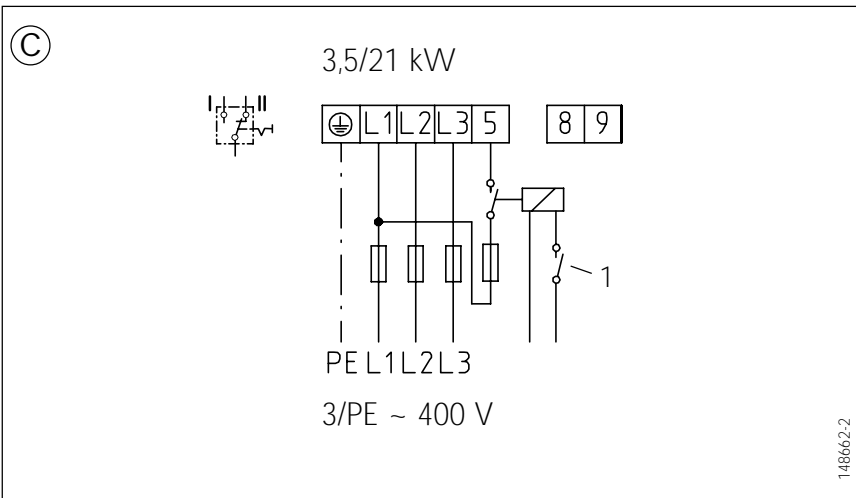 C
3,5/21 kW
I II
L1 L2 L3 5 8 9
1
PE L1 L2 L3
3/PE ~ 400 V
148662-2